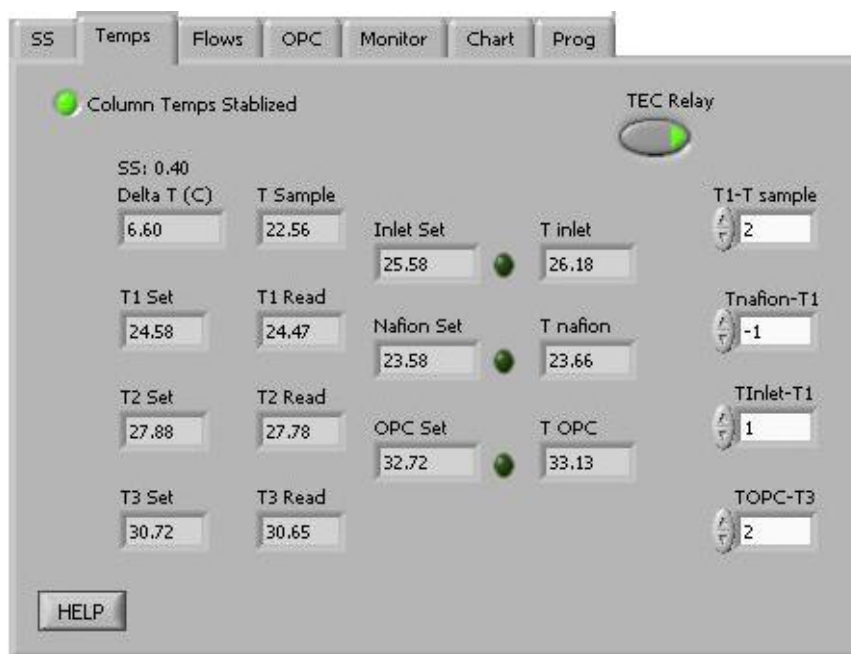 SS Temps Flows OPC Monitor Chart Prog
Column Temps Stablized
TEC Relay
SS: 0.40
Delta T (C) T Sample
6.60 22.56
Inlet Set T inlet
25.58 26.18
T1 Set T1 Read
24.58 24.47
Nafion Set T nafion
23.58 23.66
T2 Set T2 Read
27.88 27.78
OPC Set T OPC
32.72 33.13
T3 Set T3 Read
30.72 30.65
T1-T sample
2
Tnafion-T1
-1
TInlet-T1
1
TOPC-T3
2
HELP